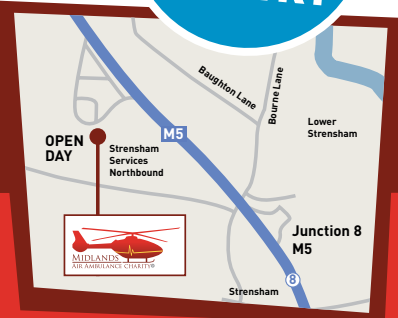 Baughton Lane
Bourne Lane
Lower
Strensham
M5
OPEN
DAY
Strensham
Services
Northbound
MIDLANDS
AIR AMBULANCE CHARITY®
Junction 8
M5
8
Strensham